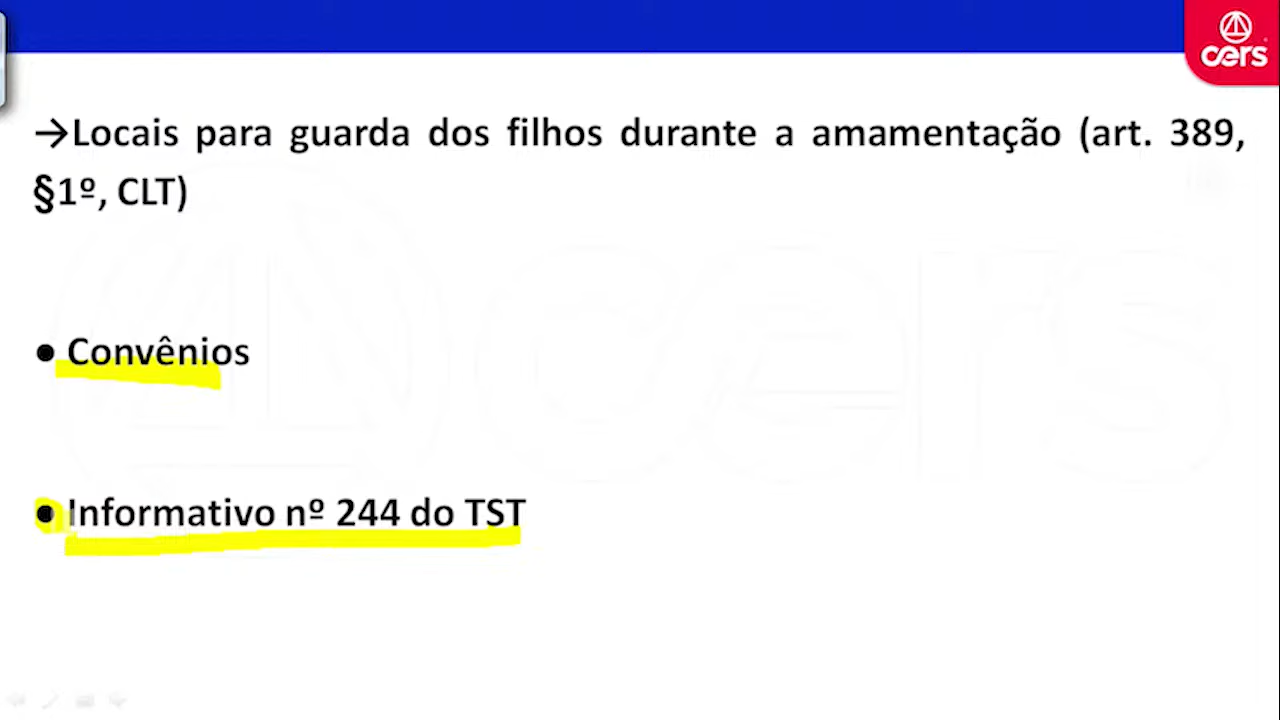 cers
→Locais para guarda dos filhos durante a amamentação (art. 389,
§1º, CLT)
● Convênios
● Informativo nº 244 do TST